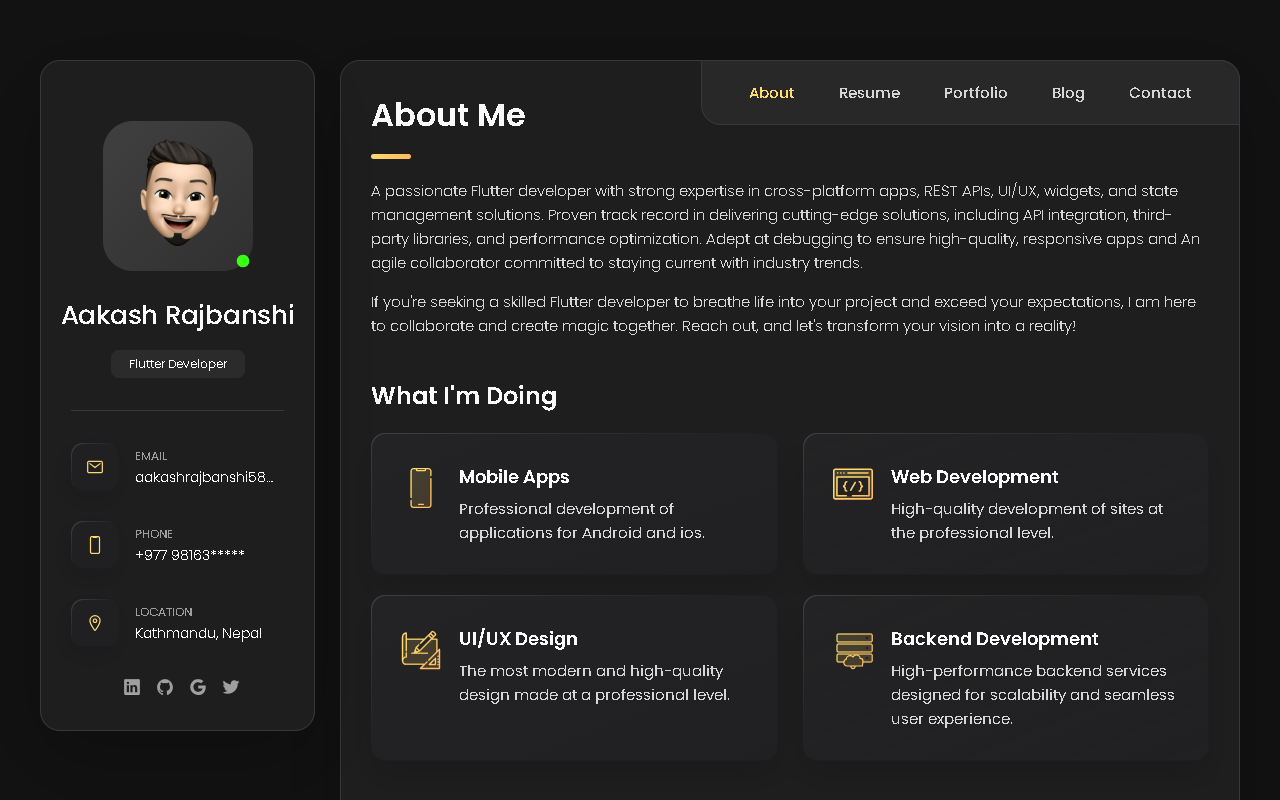 Aakash Rajbanshi
Flutter Developer
EMAIL
aakashrajbanshi58...
PHONE
+977 98163*****
LOCATION
Kathmandu, Nepal
About
Resume
Portfolio
Blog
Contact
About Me
A passionate Flutter developer with strong expertise in cross-platform apps, REST APIs, UI/UX, widgets, and state
management solutions. Proven track record in delivering cutting-edge solutions, including API integration, third-
party libraries, and performance optimization. Adept at debugging to ensure high-quality, responsive apps and An
agile collaborator committed to staying current with industry trends.
If you're seeking a skilled Flutter developer to breathe life into your project and exceed your expectations, I am here
to collaborate and create magic together. Reach out, and let's transform your vision into a reality!
What I'm Doing
Mobile Apps
Professional development of
applications for Android and ios.
Web Development
High-quality development of sites at
the professional level.
UI/UX Design
The most modern and high-quality
design made at a professional level.
Backend Development
High-performance backend services
designed for scalability and seamless
user experience.